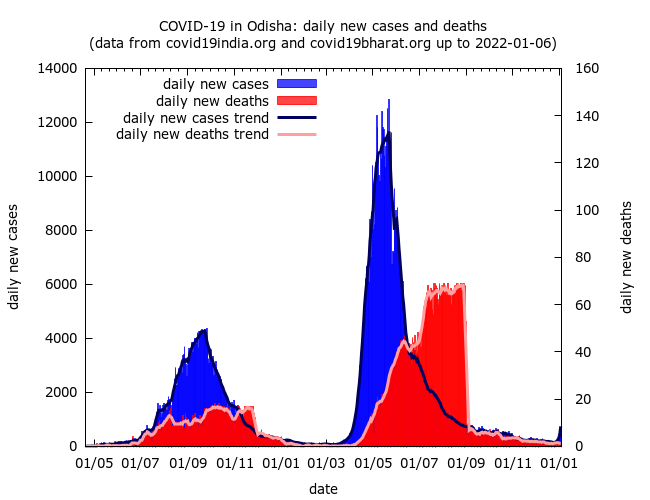 COVID-19 in Odisha: daily new cases and deaths
(data from covid19india.org and covid19bharat.org up to 2022-01-06)
daily new cases
daily new deaths
daily new cases trend
daily new deaths trend
14000
12000
10000
8000
6000
4000
2000
0
daily new cases
160
140
120
100
80
60
40
20
0
daily new deaths
01/05 01/07 01/09 01/11 01/01 01/03 01/05 01/07 01/09 01/11 01/01
date